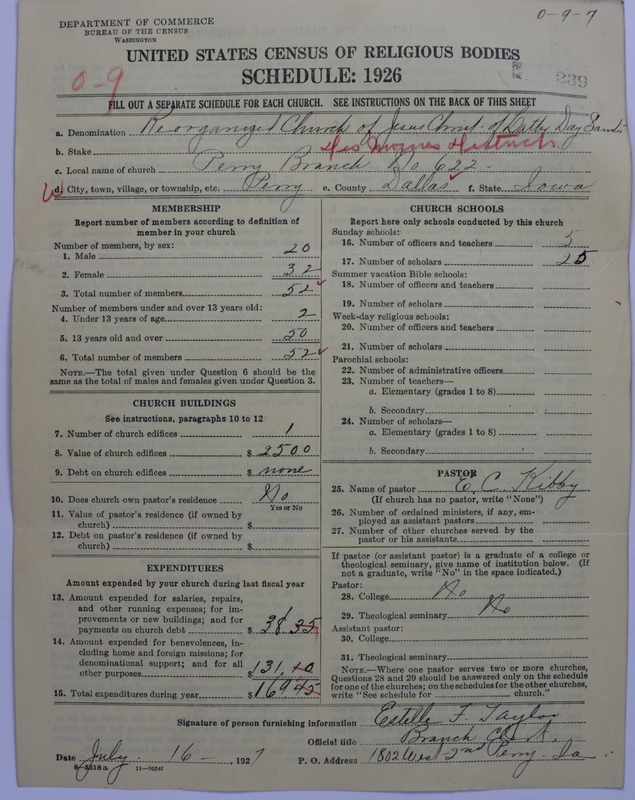 DEPARTMENT OF COMMERCE
BUREAU OF THE CENSUS
WASHINGTON
0-9-7
UNITED STATES CENSUS OF RELIGIOUS BODIES
SCHEDULE: 1926
0-9
239
FILL OUT A SEPARATE SCHEDULE FOR EACH CHURCH. SEE INSTRUCTIONS ON THE BACK OF THIS SHEET
a. Denomination Reorganized Church of Jesus Christ of Latter Day Saints
b. Stake Des Moines District
c. Local name of church Perry Branch No 622
d. City, town, village, or township, etc. Perry e. County Dallas f. State Iowa
MEMBERSHIP
Report number of members according to definition of
member in your church
Number of members, by sex:
1. Male 20
2. Female 32
3. Total number of members 52
Number of members under and over 13 years old:
4. Under 13 years of age 2
5. 13 years old and over 50
6. Total number of members 52
NOTE.—The total given under Question 6 should be
the same as the total of males and females given under Question 3.
CHURCH BUILDINGS
See instructions, paragraphs 10 to 12
7. Number of church edifices 1
8. Value of church edifices $ 2500
9. Debt on church edifices $ none
10. Does church own pastor's residence No
Yes or No
11. Value of pastor's residence (if owned by
church) $
12. Debt on pastor's residence (if owned by
church) $
EXPENDITURES
Amount expended by your church during last fiscal year
13. Amount expended for salaries, repairs,
and other running expenses; for im-
provements or new buildings; and for
payments on church debt $ 38 35
14. Amount expended for benevolences, in-
cluding home and foreign missions; for
denominational support; and for all
other purposes $ 131.10
15. Total expenditures during year $ 169 45
CHURCH SCHOOLS
Report here only schools conducted by this church
Sunday schools:
16. Number of officers and teachers 5
17. Number of scholars 25
Summer vacation Bible schools:
18. Number of officers and teachers
19. Number of scholars
Week-day religious schools:
20. Number of officers and teachers
21. Number of scholars
Parochial schools:
22. Number of administrative officers
23. Number of teachers—
a. Elementary (grades 1 to 8)
b. Secondary
24. Number of scholars—
a. Elementary (grades 1 to 8)
b. Secondary
PASTOR
25. Name of pastor E. C. Kibby
(If church has no pastor, write "None")
26. Number of ordained ministers, if any, em-
ployed as assistant pastors
27. Number of other churches served by the
pastor or his assistants
If pastor (or assistant pastor) is a graduate of a college or
theological seminary, give name of institution below. (If
not a graduate, write "No" in the space indicated.)
Pastor:
28. College No
29. Theological seminary No
Assistant pastor:
30. College
31. Theological seminary
NOTE.—Where one pastor serves two or more churches,
Questions 28 and 29 should be answered only on the schedule
for one of the churches; on the schedules for the other churches,
write "See schedule for church."
Signature of person furnishing information Estella F. Taylor
Official title Branch Clerk,
Date July 16 —, 1927 P. O. Address 1802 West 2nd Perry. Ia.
8-5518a 11—9634f